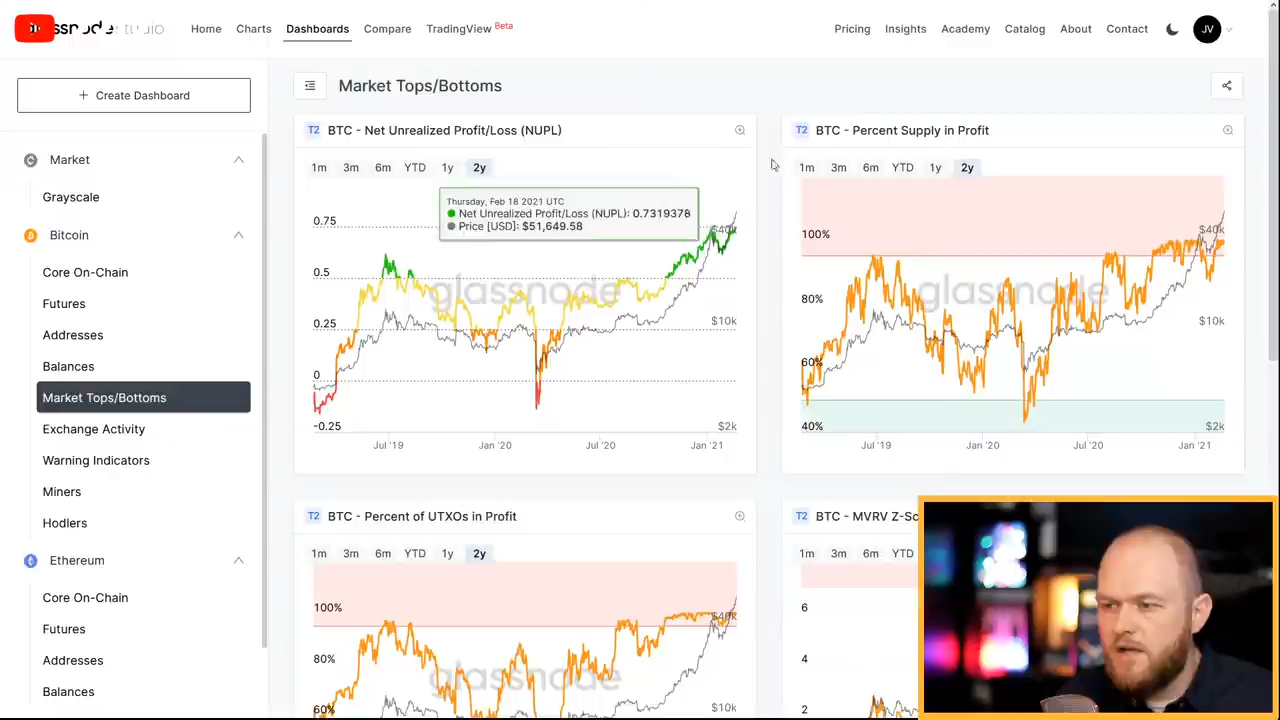 Home Charts Dashboards Compare TradingView Beta Pricing Insights Academy Catalog About Contact JV
+ Create Dashboard
Market
Grayscale
Bitcoin
Core On-Chain
Futures
Addresses
Balances
Market Tops/Bottoms
Exchange Activity
Warning Indicators
Miners
Hodlers
Ethereum
Core On-Chain
Futures
Addresses
Balances
Market Tops/Bottoms
T2 BTC - Net Unrealized Profit/Loss (NUPL)
1m 3m 6m YTD 1y 2y
Thursday, Feb 18 2021 UTC
Net Unrealized Profit/Loss (NUPL): 0.7319378
Price [USD]: $51,649.58
0.75
$40k
0.5
glassnode
0.25
$10k
0
-0.25
$2k
Jul '19 Jan '20 Jul '20 Jan '21
T2 BTC - Percent Supply in Profit
1m 3m 6m YTD 1y 2y
100%
$40k
glassnode
80%
$10k
60%
40%
$2k
Jul '19 Jan '20 Jul '20 Jan '21
T2 BTC - Percent of UTXOs in Profit
1m 3m 6m YTD 1y 2y
100%
$40k
80%
glassnode
60%
$10k
T2 BTC - MVRV Z-Sc
1m 3m 6m YTD
6
4
2